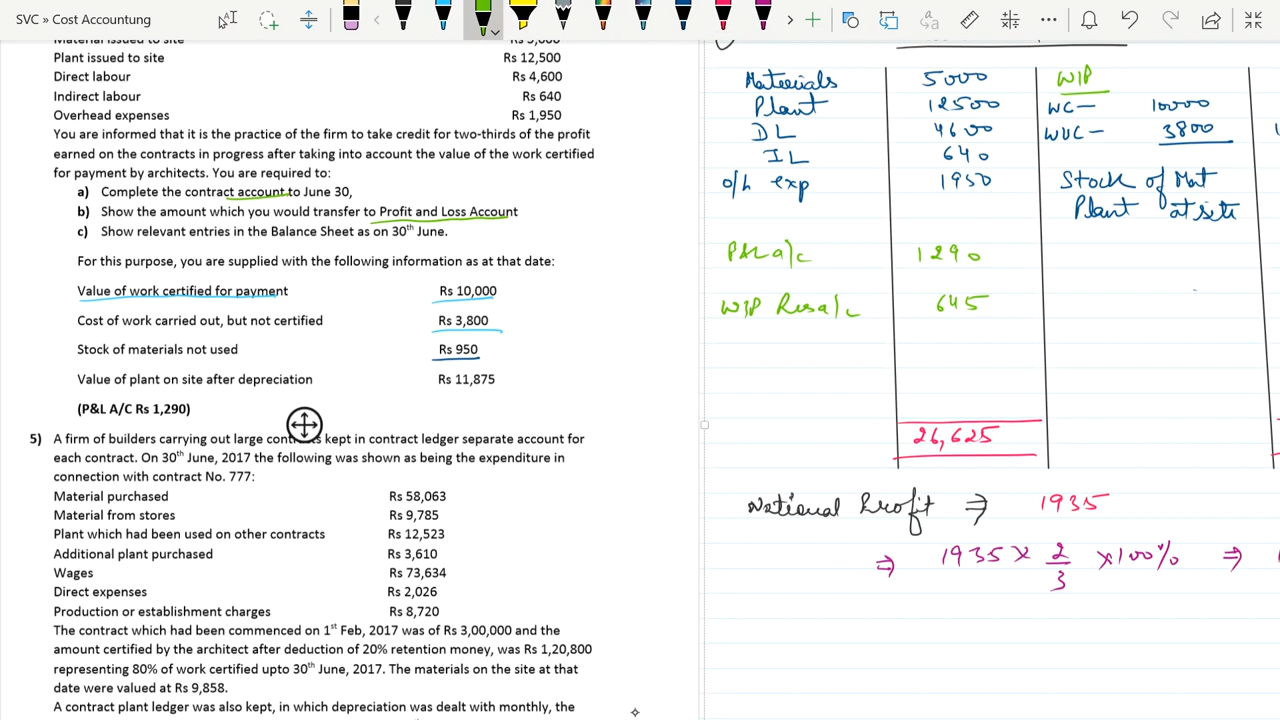 SVC » Cost Accountung
Material issued to site Rs 5,000
Plant issued to site Rs 12,500
Direct labour Rs 4,600
Indirect labour Rs 640
Overhead expenses Rs 1,950
You are informed that it is the practice of the firm to take credit for two-thirds of the profit
earned on the contracts in progress after taking into account the value of the work certified
for payment by architects. You are required to:
a) Complete the contract account to June 30,
b) Show the amount which you would transfer to Profit and Loss Account
c) Show relevant entries in the Balance Sheet as on 30th June.
For this purpose, you are supplied with the following information as at that date:
Value of work certified for payment Rs 10,000
Cost of work carried out, but not certified Rs 3,800
Stock of materials not used Rs 950
Value of plant on site after depreciation Rs 11,875
(P&L A/C Rs 1,290)
5) A firm of builders carrying out large contracts kept in contract ledger separate account for
each contract. On 30th June, 2017 the following was shown as being the expenditure in
connection with contract No. 777:
Material purchased Rs 58,063
Material from stores Rs 9,785
Plant which had been used on other contracts Rs 12,523
Additional plant purchased Rs 3,610
Wages Rs 73,634
Direct expenses Rs 2,026
Production or establishment charges Rs 8,720
The contract which had been commenced on 1st Feb, 2017 was of Rs 3,00,000 and the
amount certified by the architect after deduction of 20% retention money, was Rs 1,20,800
representing 80% of work certified upto 30th June, 2017. The materials on the site at that
date were valued at Rs 9,858.
A contract plant ledger was also kept, in which depreciation was dealt with monthly, the
Materials 5000 WIP
Plant 12500 WC— 10000
DL 4600 WUC— 3800
IL 640
o/h exp 1950 Stock of Mat
Plant at site
P&L a/c 1290
WIP Res a/c 645
26,625
National Profit ⇒ 1935
⇒ 1935 × 2/3 × 100% ⇒